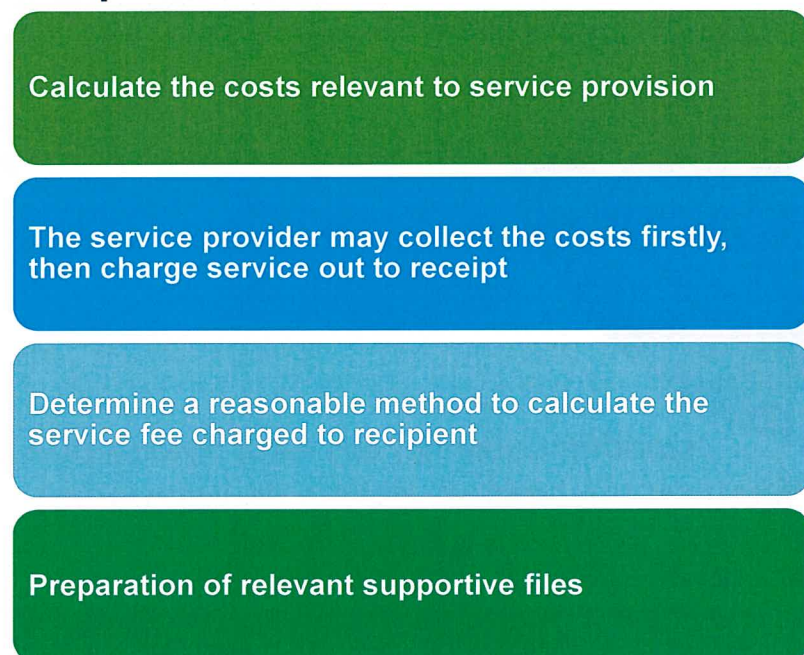 Calculate the costs relevant to service provision
The service provider may collect the costs firstly,
then charge service out to receipt
Determine a reasonable method to calculate the
service fee charged to recipient
Preparation of relevant supportive files